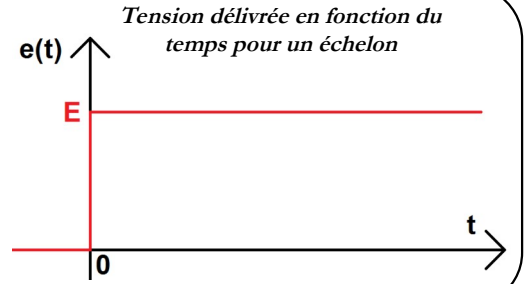 Tension délivrée en fonction du
temps pour un échelon
e(t)
E
t
0